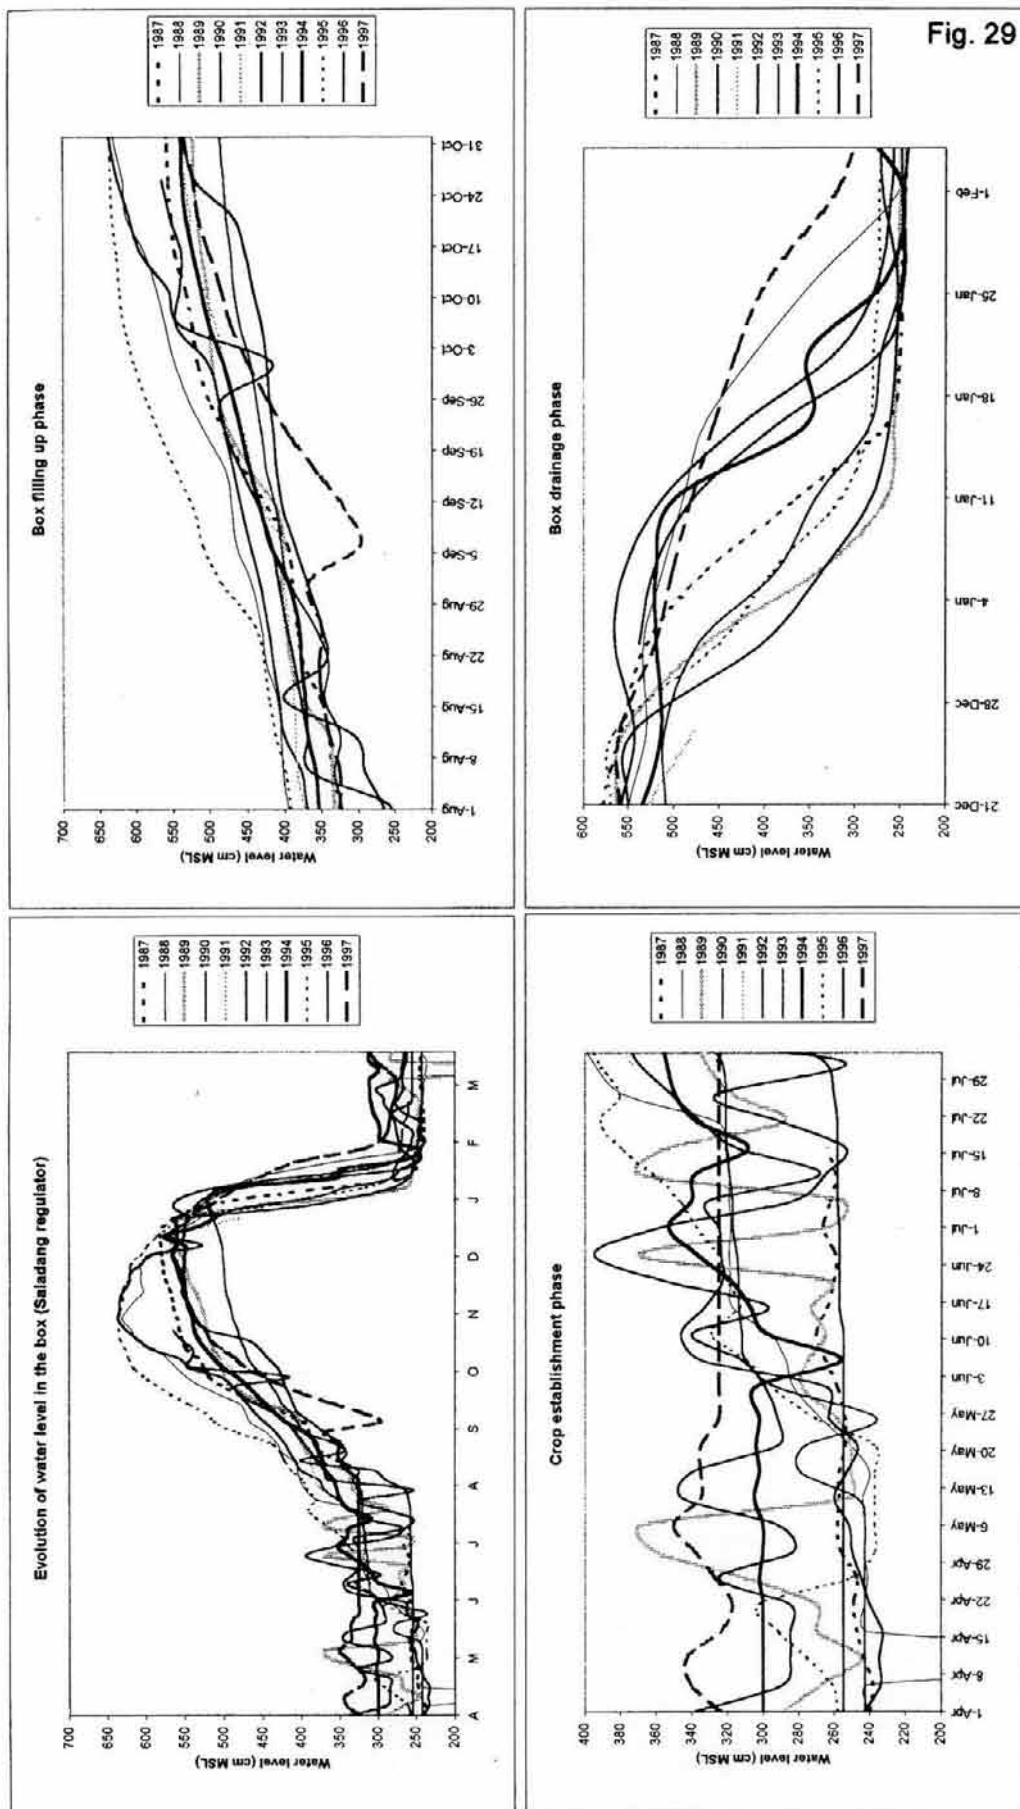 Fig. 29
Evolution of water level in the box (Saladang regulator)
Water level (cm MSL)
700
650
600
550
500
450
400
350
300
250
200
A
M
J
J
A
S
O
N
D
J
F
M
1987
1988
1989
1990
1991
1992
1993
1994
1995
1996
1997
Box filling up phase
Water level (cm MSL)
700
650
600
550
500
450
400
350
300
250
200
1-Aug
8-Aug
15-Aug
22-Aug
29-Aug
5-Sep
12-Sep
19-Sep
26-Sep
3-Oct
10-Oct
17-Oct
24-Oct
31-Oct
1987
1988
1989
1990
1991
1992
1993
1994
1995
1996
1997
Crop establishment phase
Water level (cm MSL)
400
380
360
340
320
300
280
260
240
220
200
1-Apr
8-Apr
15-Apr
22-Apr
29-Apr
6-May
13-May
20-May
27-May
3-Jun
10-Jun
17-Jun
24-Jun
1-Jul
8-Jul
15-Jul
22-Jul
29-Jul
1987
1988
1989
1990
1991
1992
1993
1994
1995
1996
1997
Box drainage phase
Water level (cm MSL)
600
550
500
450
400
350
300
250
200
21-Dec
28-Dec
4-Jan
11-Jan
18-Jan
25-Jan
1-Feb
1987
1988
1989
1990
1991
1992
1993
1994
1995
1996
1997